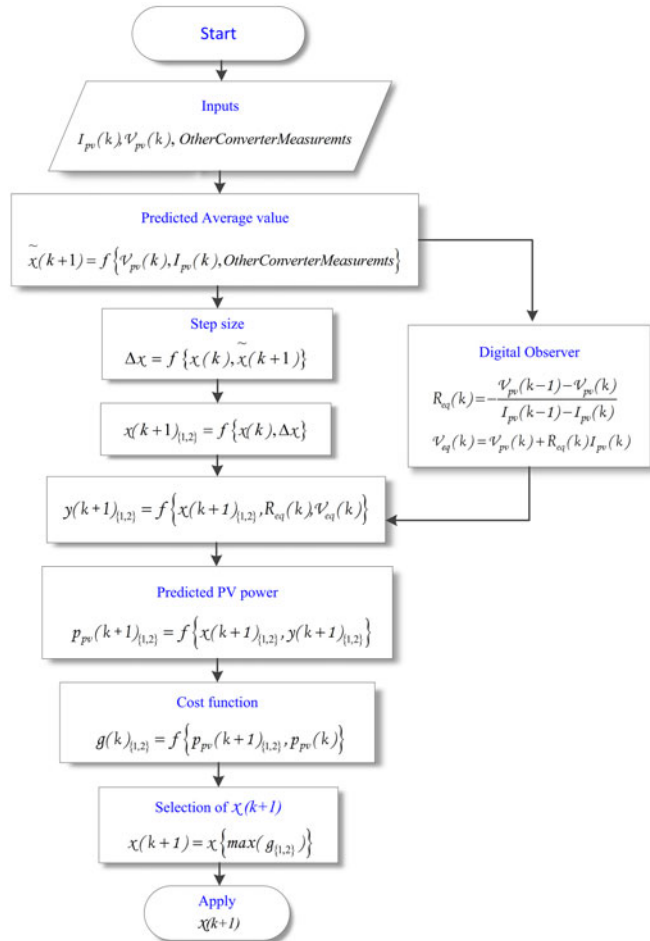 Start
Inputs
I_pv(k), V_pv(k), OtherConverterMeasuremts
Predicted Average value
x̃(k+1) = f{V_pv(k), I_pv(k), OtherConverterMeasuremts}
Step size
Δx = f{x(k), x̃(k+1)}
x(k+1)_{1,2} = f{x(k), Δx}
Digital Observer
R_eq(k) = -(V_pv(k-1) - V_pv(k))/(I_pv(k-1) - I_pv(k))
V_eq(k) = V_pv(k) + R_eq(k)I_pv(k)
y(k+1)_{1,2} = f{x(k+1)_{1,2}, R_eq(k), V_eq(k)}
Predicted PV power
p_pv(k+1)_{1,2} = f{x(k+1)_{1,2}, y(k+1)_{1,2}}
Cost function
g(k)_{1,2} = f{p_pv(k+1)_{1,2}, p_pv(k)}
Selection of x(k+1)
x(k+1) = x{max(g_{1,2})}
Apply
x(k+1)